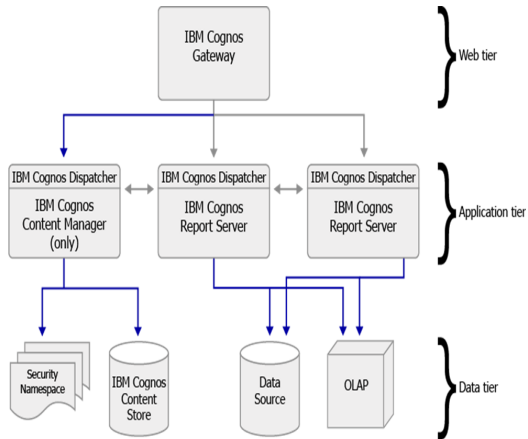 IBM Cognos
Gateway
Web tier
IBM Cognos Dispatcher
IBM Cognos
Content Manager
(only)
IBM Cognos Dispatcher
IBM Cognos
Report Server
IBM Cognos Dispatcher
IBM Cognos
Report Server
Application tier
Security
Namespace
IBM Cognos
Content
Store
Data
Source
OLAP
Data tier